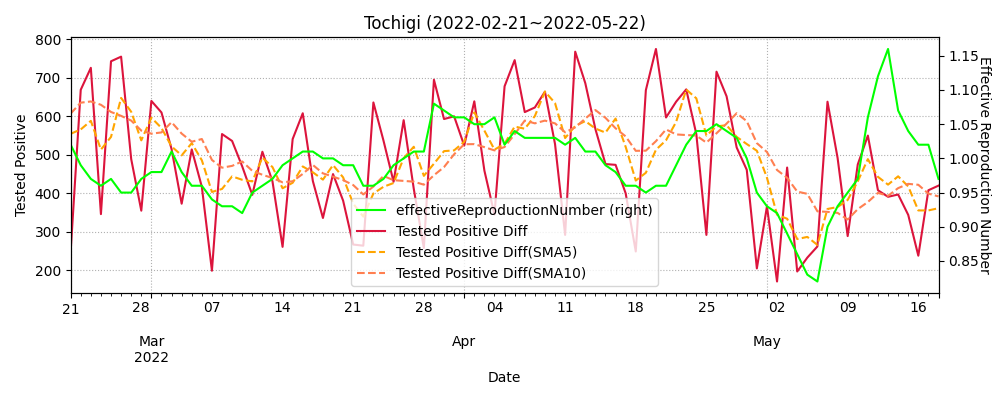 Tochigi (2022-02-21~2022-05-22)
800
700
600
500
400
300
200
Tested Positive
1.15
1.10
1.05
1.00
0.95
0.90
0.85
Effective Reproduction Number
effectiveReproductionNumber (right)
Tested Positive Diff
Tested Positive Diff(SMA5)
Tested Positive Diff(SMA10)
21 28 07 14 21 28 04 11 18 25 02 09 16
Mar Apr May
2022
Date